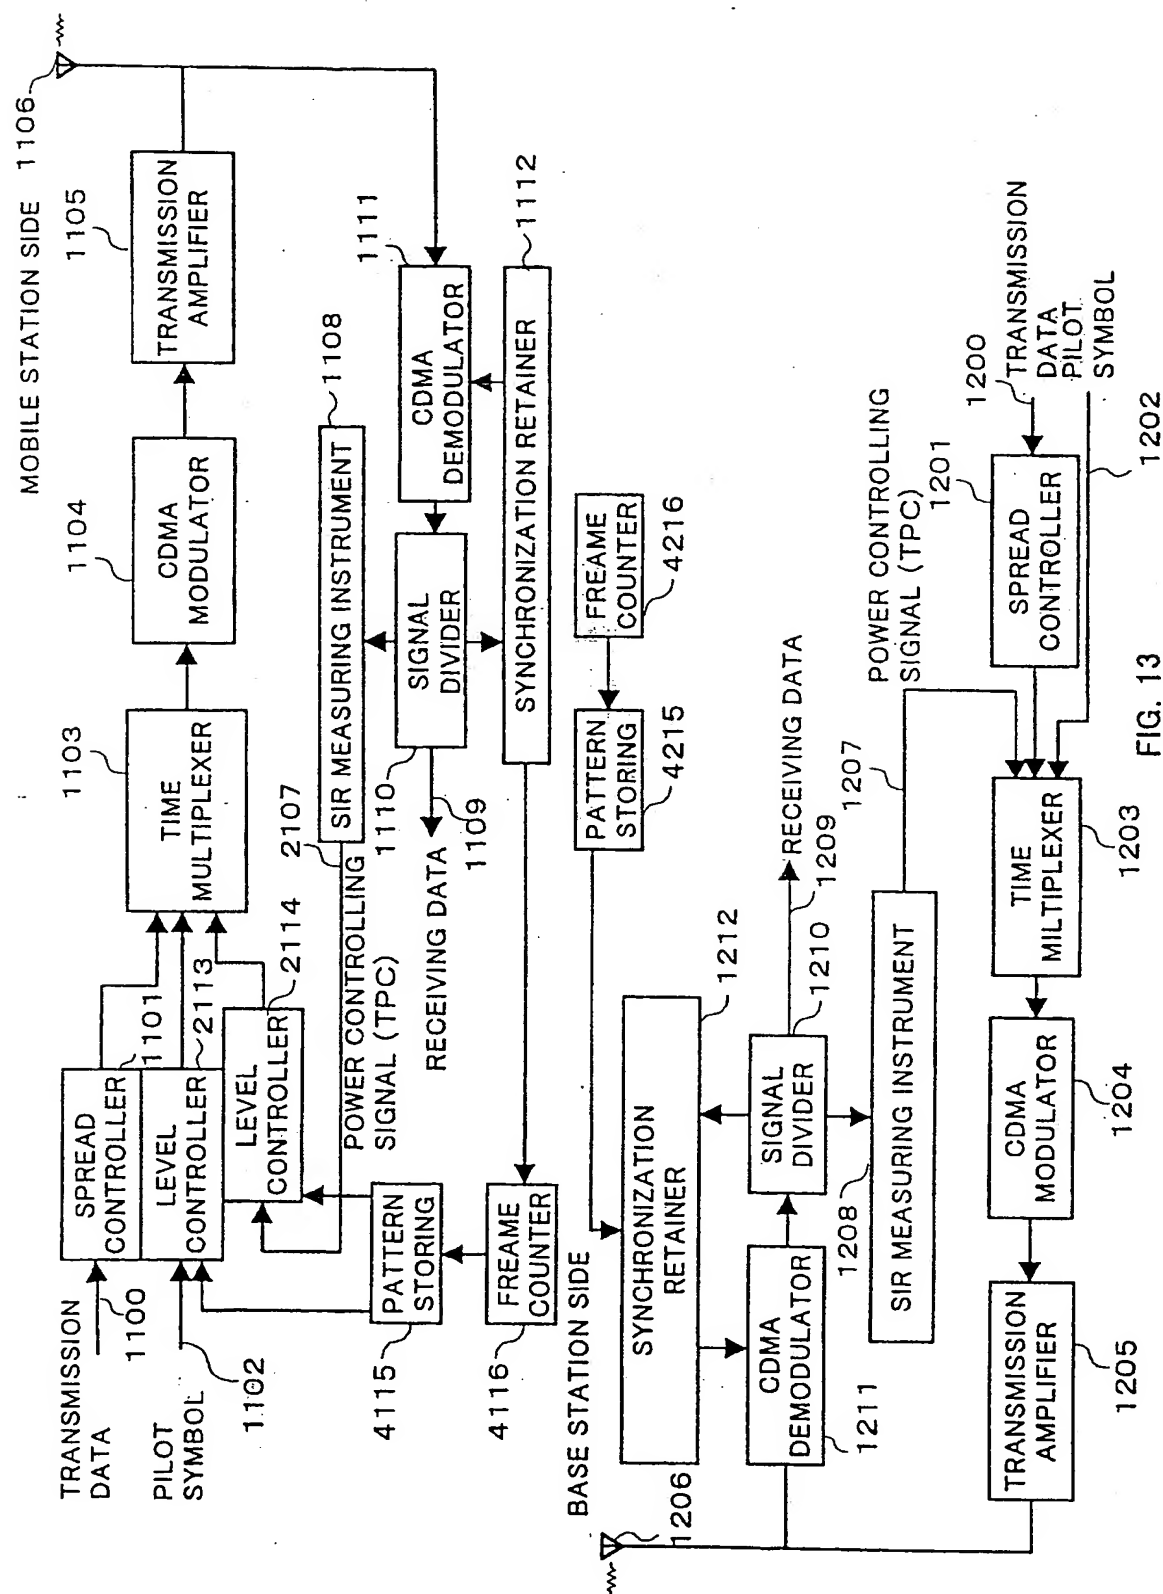 MOBILE STATION SIDE 1106
TRANSMISSION
DATA
1100
SPREAD
CONTROLLER
1101
PILOT
SYMBOL
1102
LEVEL
CONTROLLER
2113
LEVEL
CONTROLLER
2114
TIME
MULTIPLEXER
1103
CDMA
MODULATOR
1104
TRANSMISSION
AMPLIFIER
1105
POWER CONTROLLING
SIGNAL (TPC)
2107
SIR MEASURING INSTRUMENT
1108
RECEIVING DATA
1109
SIGNAL
DIVIDER
1110
CDMA
DEMODULATOR
1111
SYNCHRONIZATION RETAINER
1112
PATTERN
STORING
4115
FREAME
COUNTER
4116
BASE STATION SIDE
1206
SYNCHRONIZATION
RETAINER
1212
PATTERN
STORING
4215
FREAME
COUNTER
4216
CDMA
DEMODULATOR
1211
SIGNAL
DIVIDER
1210
RECEIVING DATA
1209
SIR MEASURING INSTRUMENT
1208
1207
POWER CONTROLLING
SIGNAL (TPC)
TRANSMISSION
AMPLIFIER
1205
CDMA
MODULATOR
1204
TIME
MILTIPLEXER
1203
SPREAD
CONTROLLER
1201
1200
TRANSMISSION
DATA
PILOT
SYMBOL
1202
FIG. 13